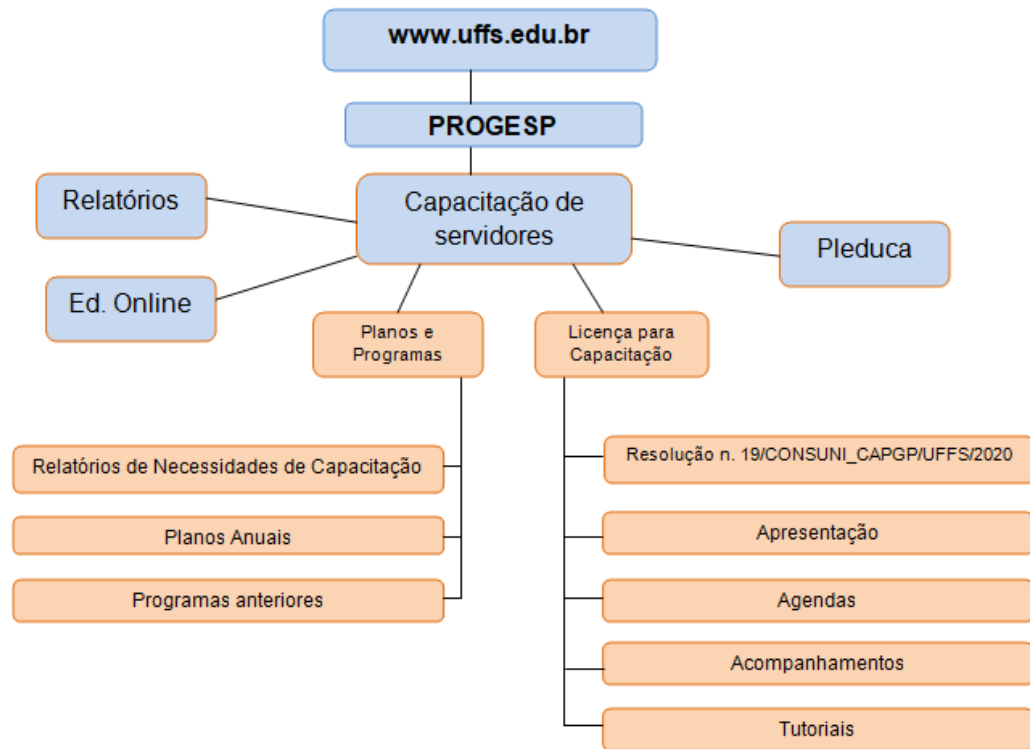 www.uffs.edu.br
PROGESP
Relatórios
Capacitação de
servidores
Pleduca
Ed. Online
Planos e
Programas
Licença para
Capacitação
Relatórios de Necessidades de Capacitação
Planos Anuais
Programas anteriores
Resolução n. 19/CONSUNI_CAPGP/UFFS/2020
Apresentação
Agendas
Acompanhamentos
Tutoriais